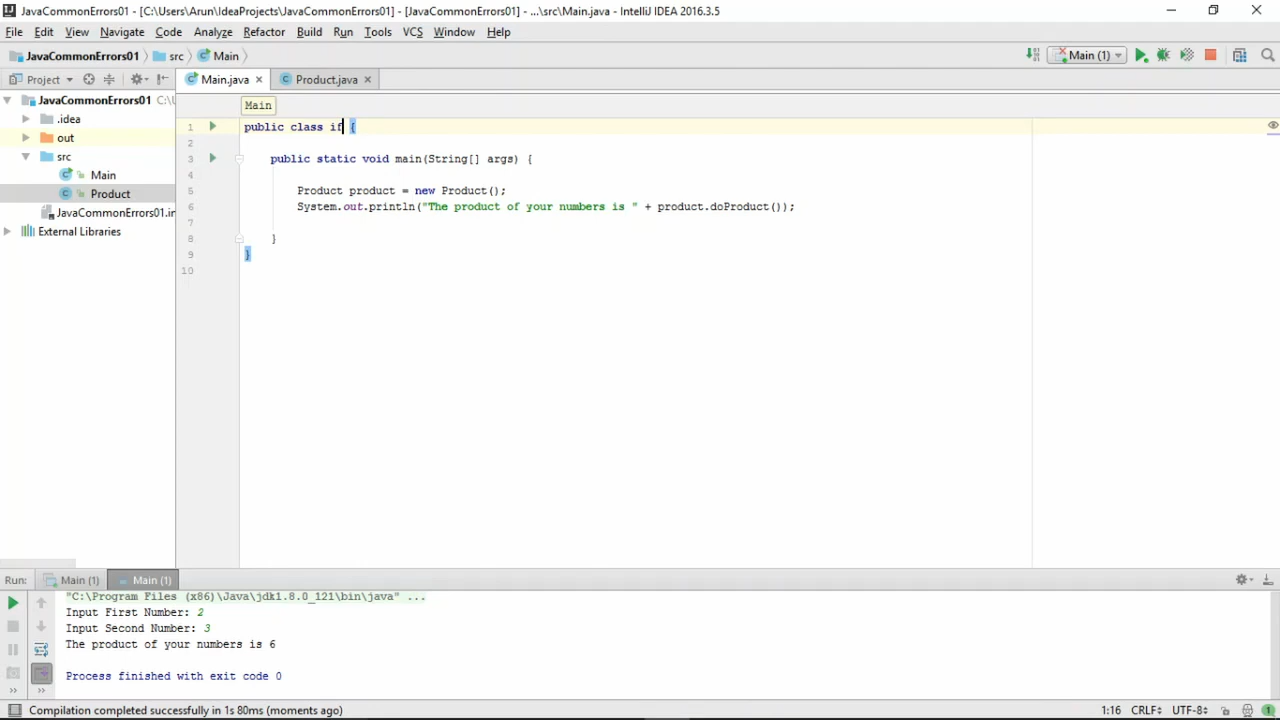 JavaCommonErrors01 - [C:\Users\Arun\IdeaProjects\JavaCommonErrors01] - [JavaCommonErrors01] - ...\src\Main.java - IntelliJ IDEA 2016.3.5
File Edit View Navigate Code Analyze Refactor Build Run Tools VCS Window Help
JavaCommonErrors01 src Main Main (1)
Project Main.java Product.java
JavaCommonErrors01 C:\U
Main
.idea
out
src
Main
Product
JavaCommonErrors01.in
External Libraries
1 public class if {
2
3 public static void main(String[] args) {
4
5 Product product = new Product();
6 System.out.println("The product of your numbers is " + product.doProduct());
7
8 }
9 }
10
Run: Main (1) Main (1)
"C:\Program Files (x86)\Java\jdk1.8.0_121\bin\java" ...
Input First Number: 2
Input Second Number: 3
The product of your numbers is 6
Process finished with exit code 0
Compilation completed successfully in 1s 80ms (moments ago) 1:16 CRLF UTF-8 1